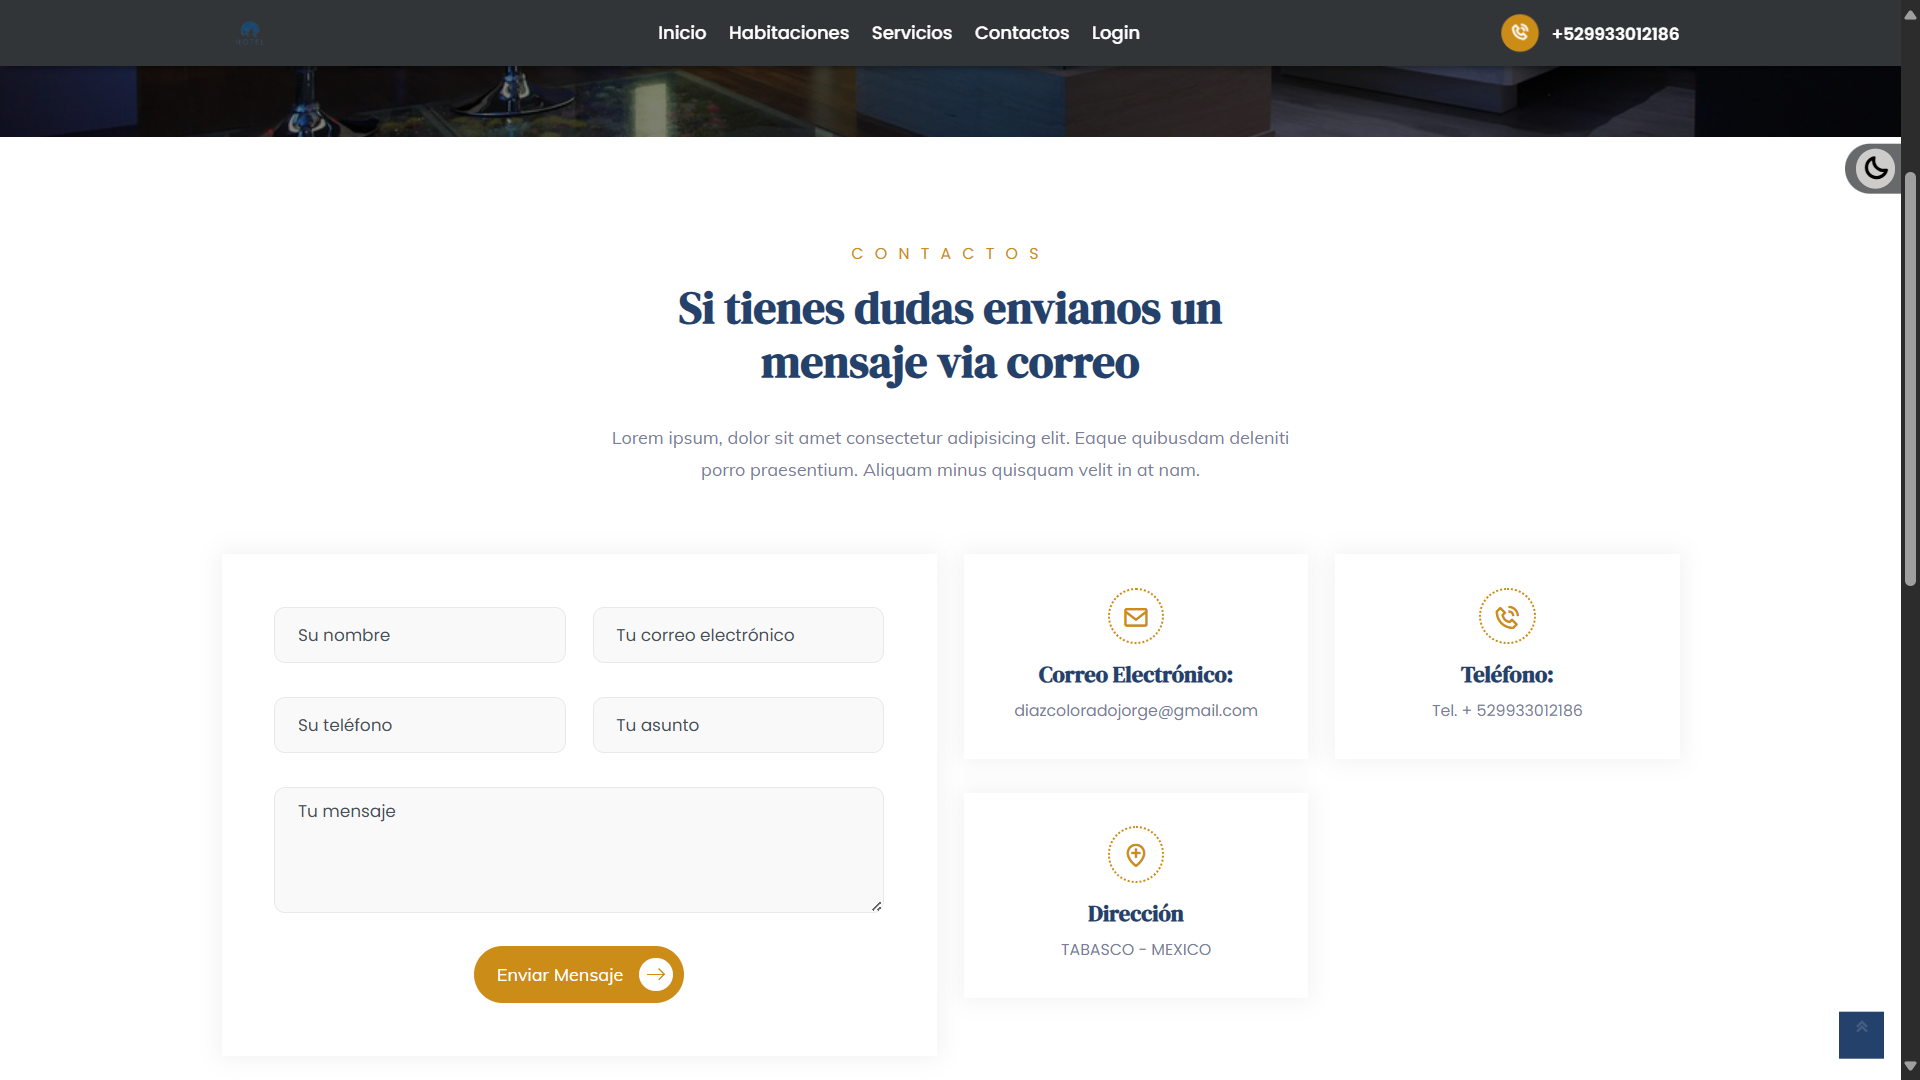 HOTEL
Inicio Habitaciones Servicios Contactos Login
+529933012186
CONTACTOS
Si tienes dudas envianos un
mensaje via correo
Lorem ipsum, dolor sit amet consectetur adipisicing elit. Eaque quibusdam deleniti
porro praesentium. Aliquam minus quisquam velit in at nam.
Su nombre
Tu correo electrónico
Su teléfono
Tu asunto
Tu mensaje
Enviar Mensaje
Correo Electrónico:
diazcoloradojorge@gmail.com
Teléfono:
Tel. + 529933012186
Dirección
TABASCO - MEXICO